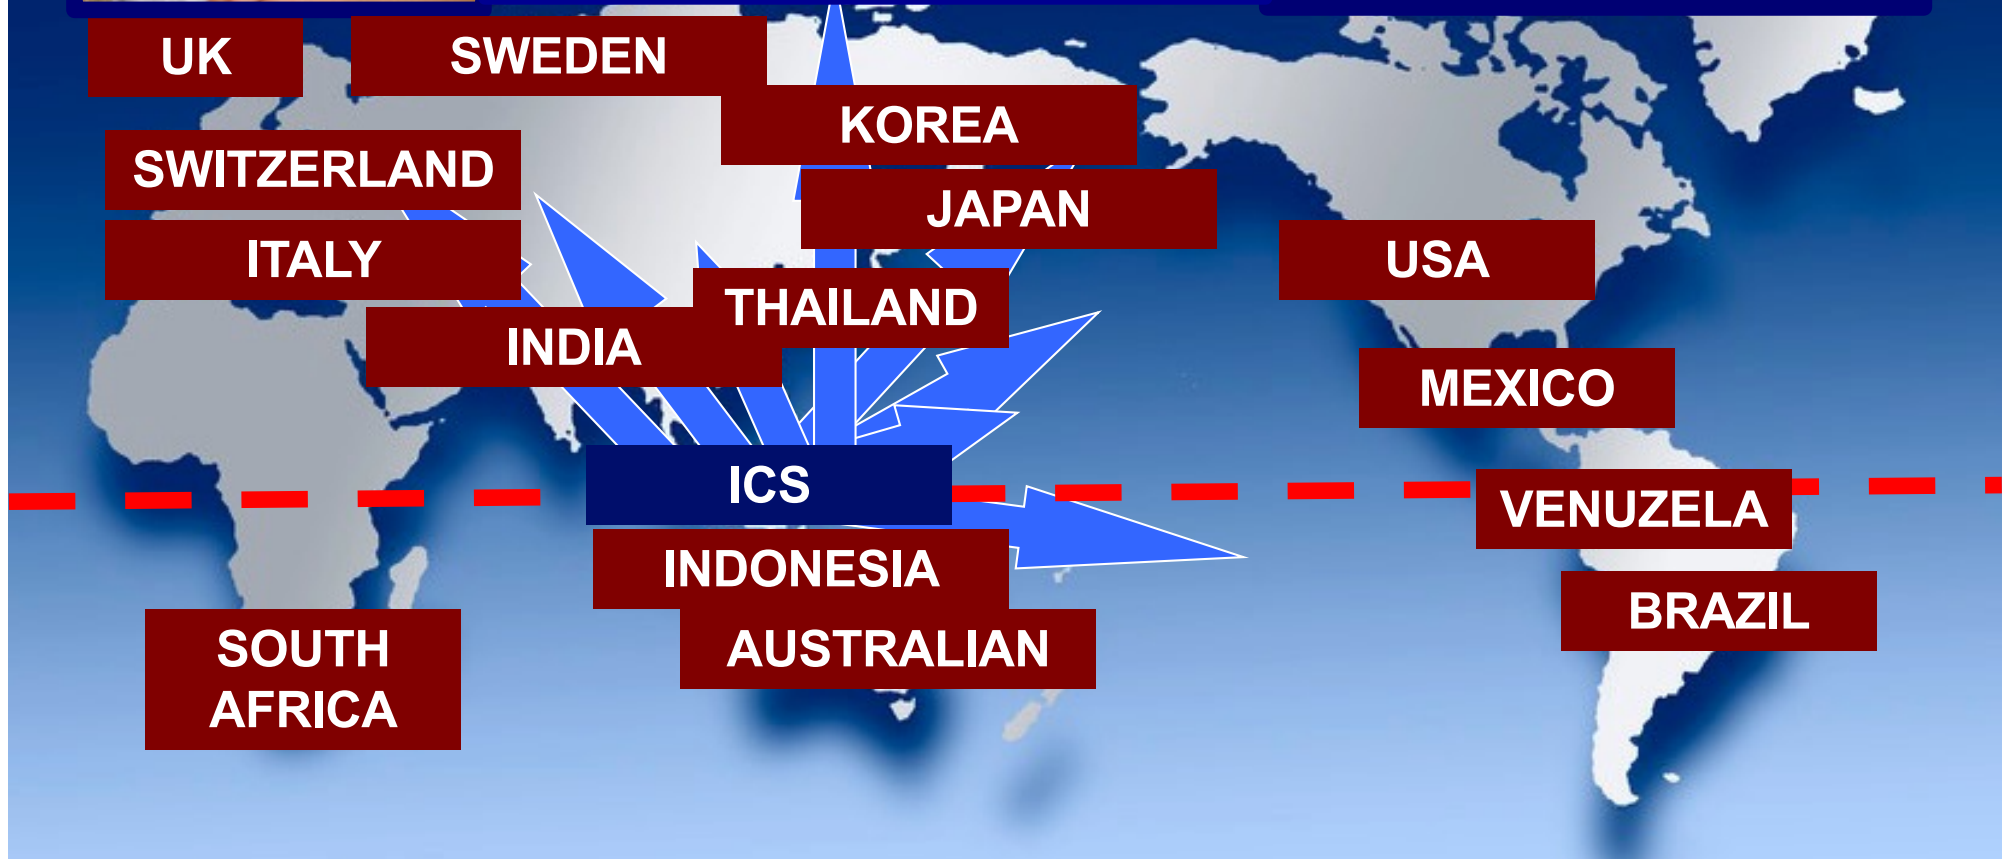 UK
SWEDEN
KOREA
SWITZERLAND
JAPAN
ITALY
USA
THAILAND
INDIA
MEXICO
ICS
VENUZELA
INDONESIA
BRAZIL
SOUTH
AFRICA
AUSTRALIAN